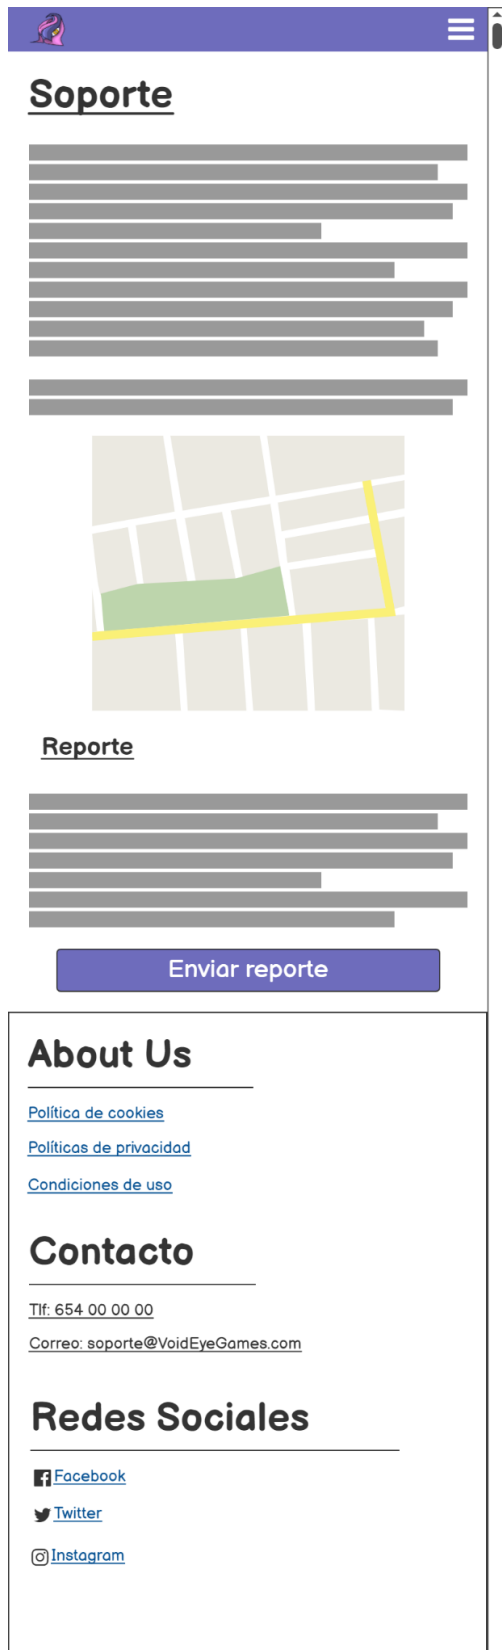 Soporte
Reporte
Enviar reporte
About Us
Política de cookies
Políticas de privacidad
Condiciones de uso
Contacto
Tlf: 654 00 00 00
Correo: soporte@VoidEyeGames.com
Redes Sociales
Facebook
Twitter
Instagram